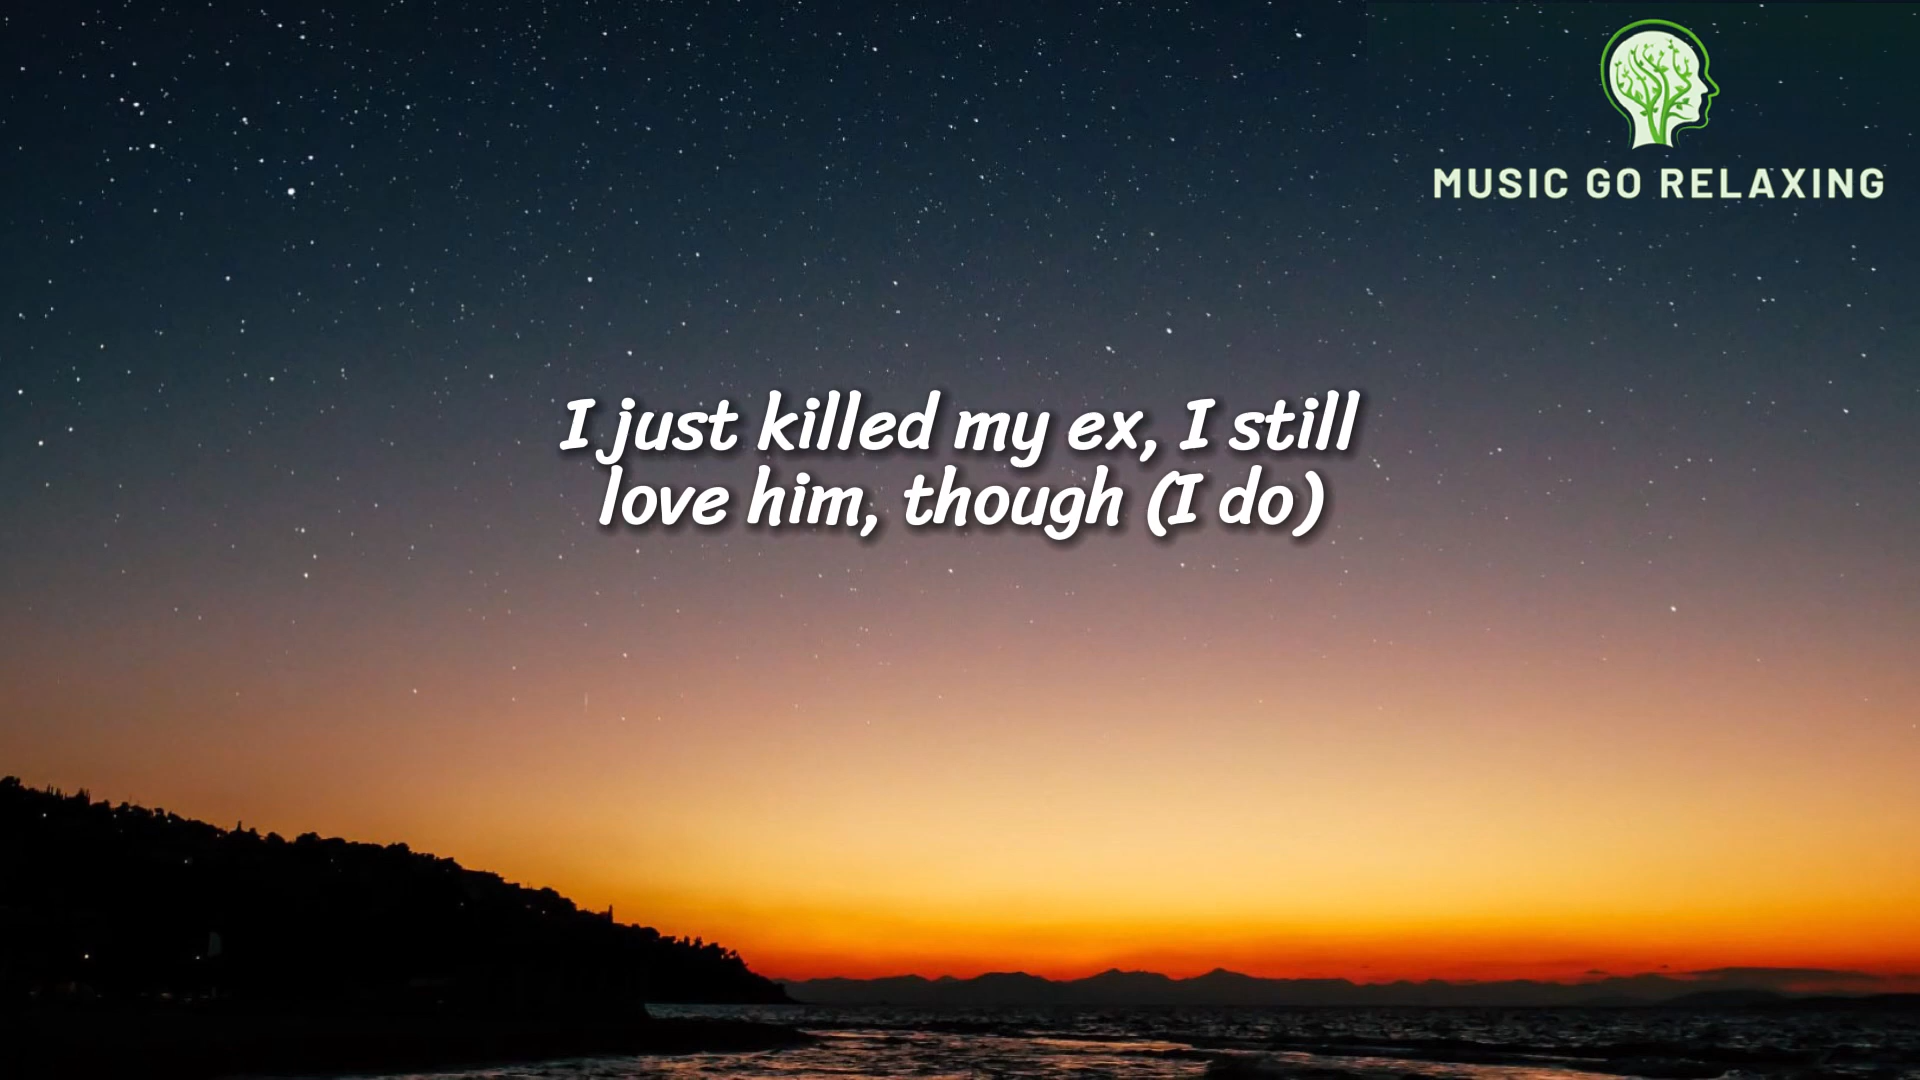 MUSIC GO RELAXING
I just killed my ex, I still
love him, though (I do)